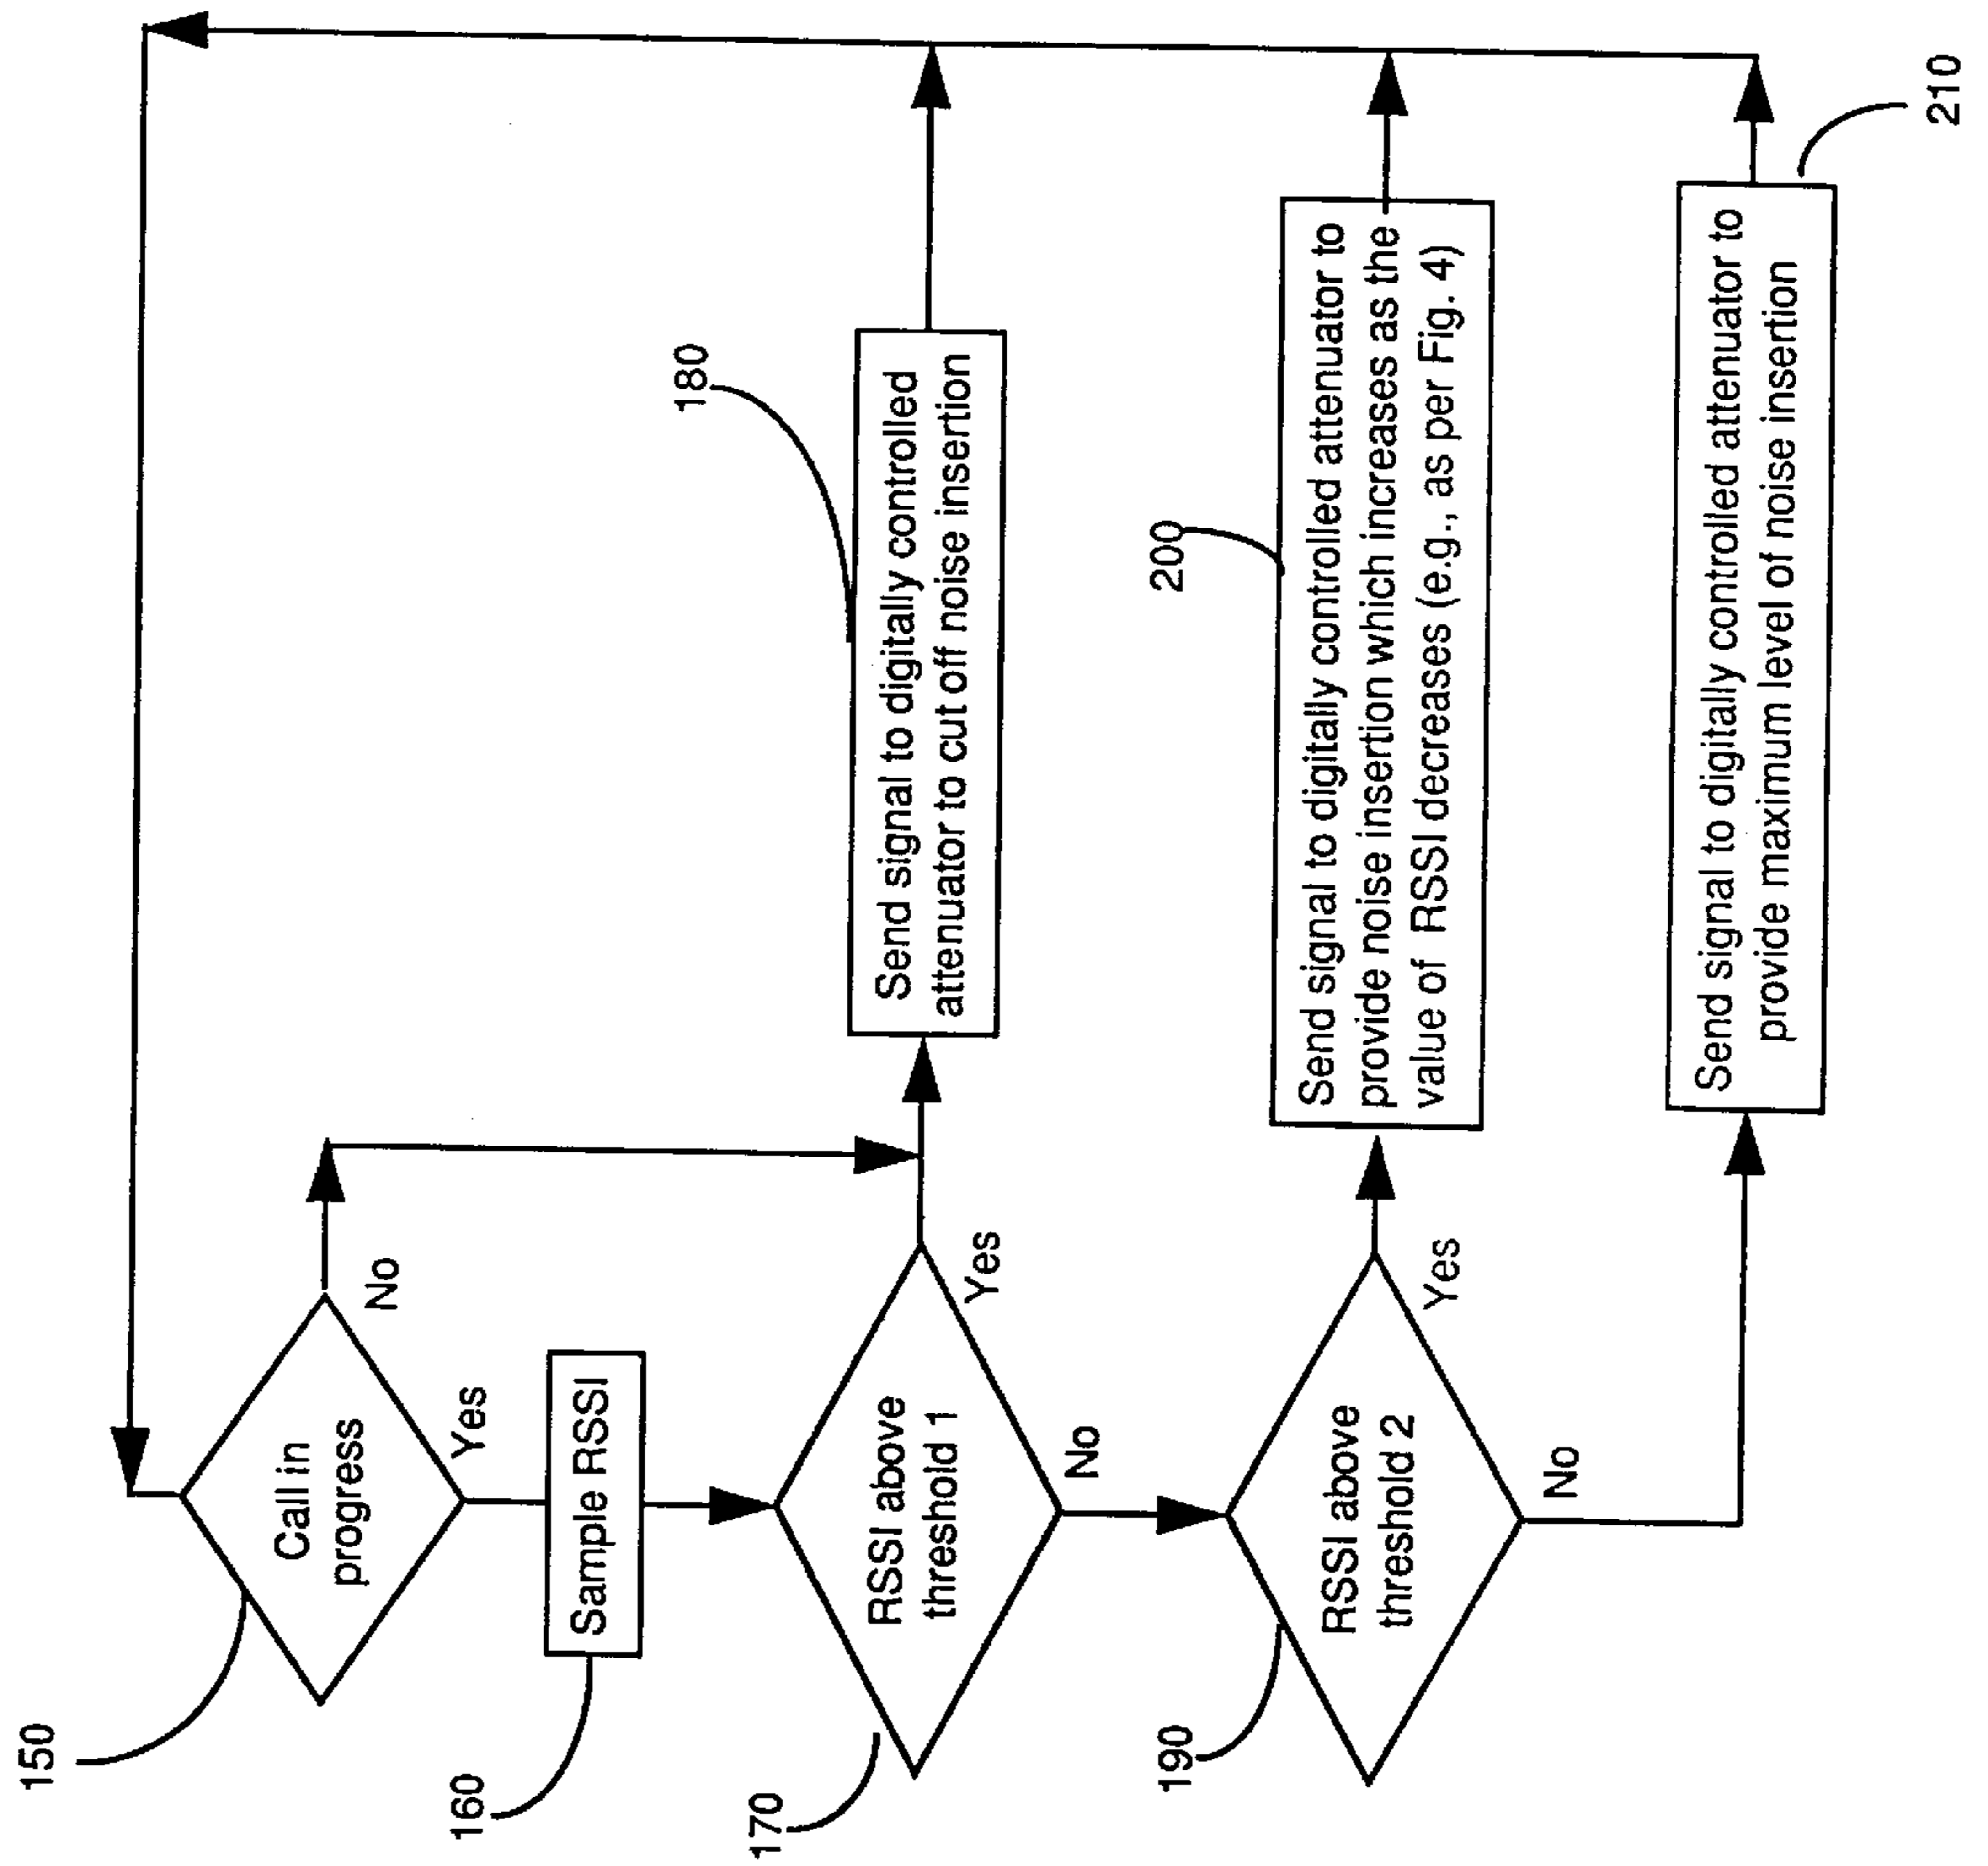 150
Call in
progress
No
Yes
160
Sample RSSI
170
RSSI above
threshold 1
Yes
No
180
Send signal to digitally controlled
attenuator to cut off noise insertion
190
RSSI above
threshold 2
Yes
No
200
Send signal to digitally controlled attenuator to
provide noise insertion which increases as the
value of RSSI decreases (e.g., as per Fig. 4)
Send signal to digitally controlled attenuator to
provide maximum level of noise insertion
210